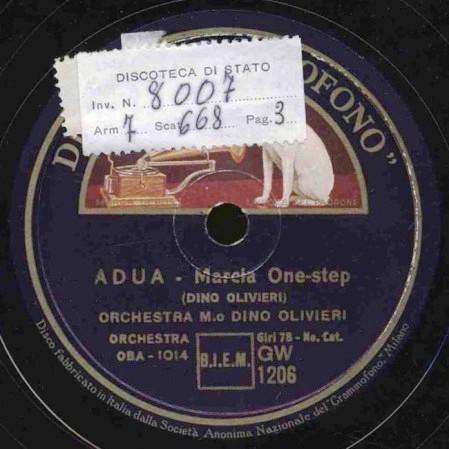 DISCOTECA DI STATO
Inv. N. 8007
Arm 7 Scat 668 Pag. 3
ADUA - Marcia One-step
(DINO OLIVIERI)
ORCHESTRA M.o DINO OLIVIERI
ORCHESTRA
OBA-1014
B.I.E.M.
Giri 78 - No. Cat.
GW
1206
Disco fabbricato in Italia dalla Società Anonima Nazionale del "Grammofono". Milano